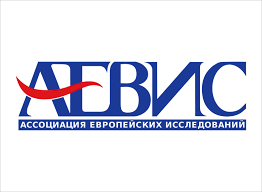 АЕВИС
АССОЦИАЦИЯ ЕВРОПЕЙСКИХ ИССЛЕДОВАНИЙ